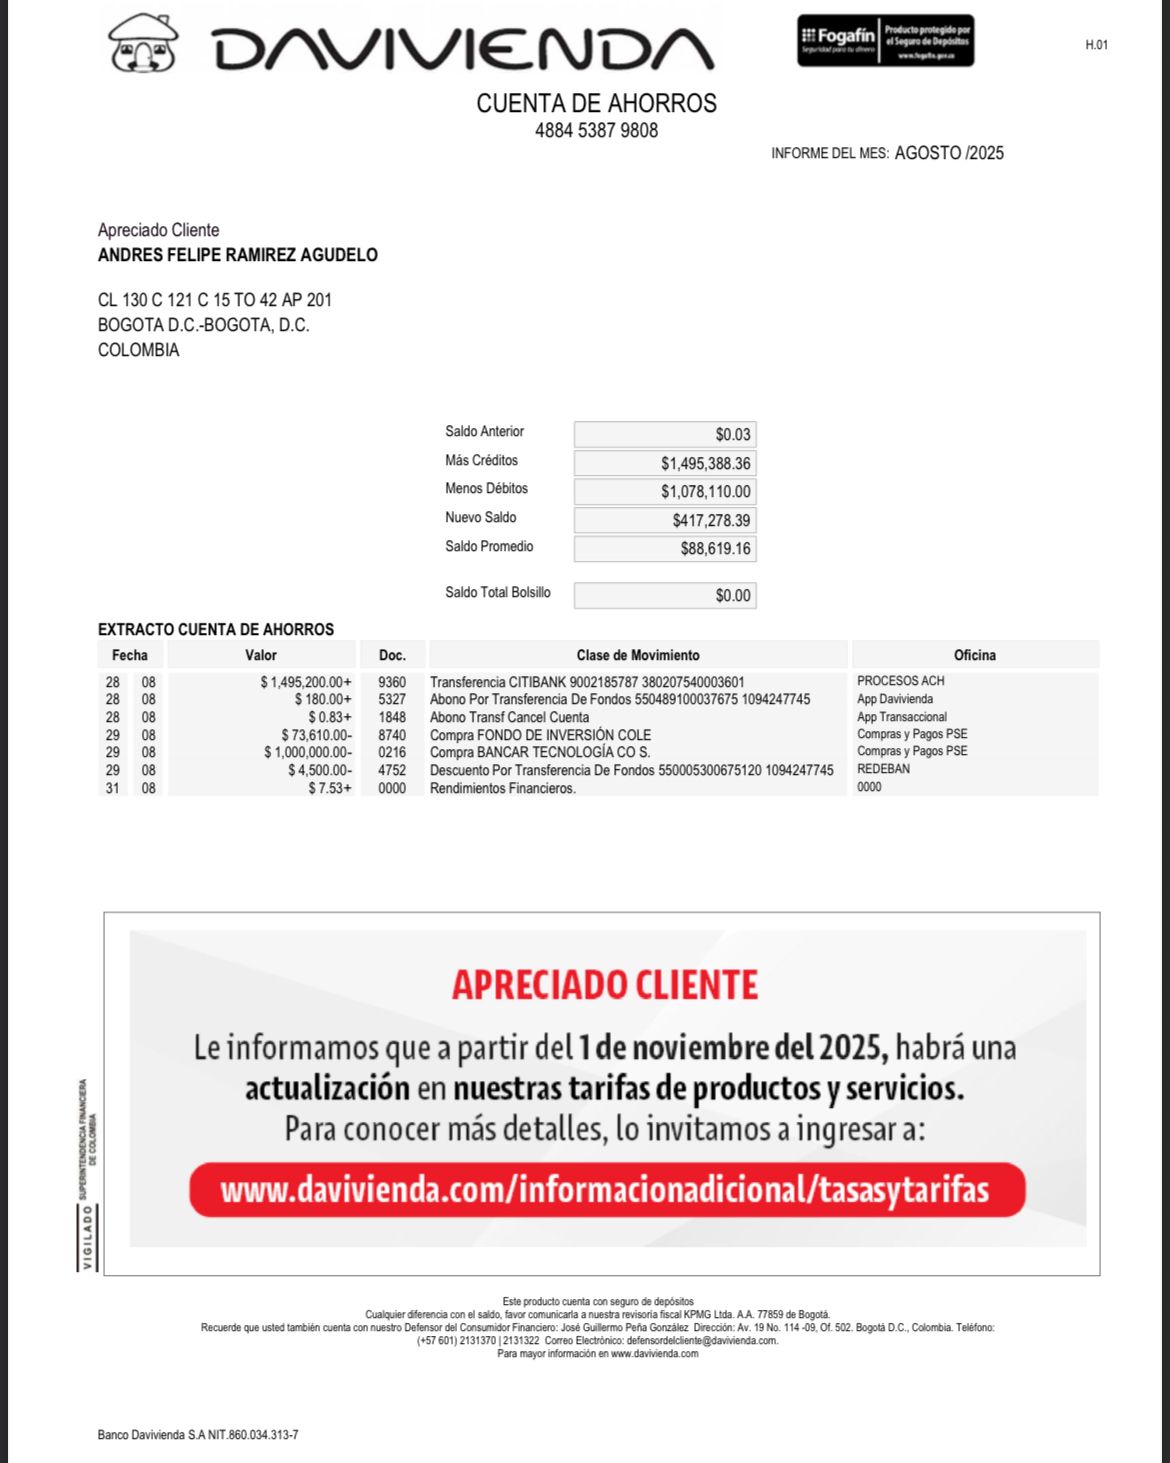 DAVIVIENDA
Fogafín
Seguridad para tu dinero
Producto protegido por
el Seguro de Depósitos
www.fogafin.gov.co
H.01
CUENTA DE AHORROS
4884 5387 9808
INFORME DEL MES: AGOSTO /2025
Apreciado Cliente
ANDRES FELIPE RAMIREZ AGUDELO
CL 130 C 121 C 15 TO 42 AP 201
BOGOTA D.C.-BOGOTA, D.C.
COLOMBIA
Saldo Anterior $0.03
Más Créditos $1,495,388.36
Menos Débitos $1,078,110.00
Nuevo Saldo $417,278.39
Saldo Promedio $88,619.16
Saldo Total Bolsillo $0.00
EXTRACTO CUENTA DE AHORROS
Fecha Valor Doc. Clase de Movimiento Oficina
28 08 $ 1,495,200.00+ 9360 Transferencia CITIBANK 9002185787 380207540003601 PROCESOS ACH
28 08 $ 180.00+ 5327 Abono Por Transferencia De Fondos 550489100037675 1094247745 App Davivienda
28 08 $ 0.83+ 1848 Abono Transf Cancel Cuenta App Transaccional
29 08 $ 73,610.00- 8740 Compra FONDO DE INVERSIÓN COLE Compras y Pagos PSE
29 08 $ 1,000,000.00- 0216 Compra BANCAR TECNOLOGÍA CO S. Compras y Pagos PSE
29 08 $ 4,500.00- 4752 Descuento Por Transferencia De Fondos 550005300675120 1094247745 REDEBAN
31 08 $ 7.53+ 0000 Rendimientos Financieros. 0000
APRECIADO CLIENTE
Le informamos que a partir del 1 de noviembre del 2025, habrá una
actualización en nuestras tarifas de productos y servicios.
Para conocer más detalles, lo invitamos a ingresar a:
www.davivienda.com/informacionadicional/tasasytarifas
VIGILADO SUPERINTENDENCIA FINANCIERA
DE COLOMBIA
Este producto cuenta con seguro de depósitos
Cualquier diferencia con el saldo, favor comunicarla a nuestra revisoría fiscal KPMG Ltda. A.A. 77859 de Bogotá.
Recuerde que usted también cuenta con nuestro Defensor del Consumidor Financiero: José Guillermo Peña González Dirección: Av. 19 No. 114 -09, Of. 502. Bogotá D.C., Colombia. Teléfono:
(+57 601) 2131370 | 2131322 Correo Electrónico: defensordelcliente@davivienda.com.
Para mayor información en www.davivienda.com
Banco Davivienda S.A NIT.860.034.313-7